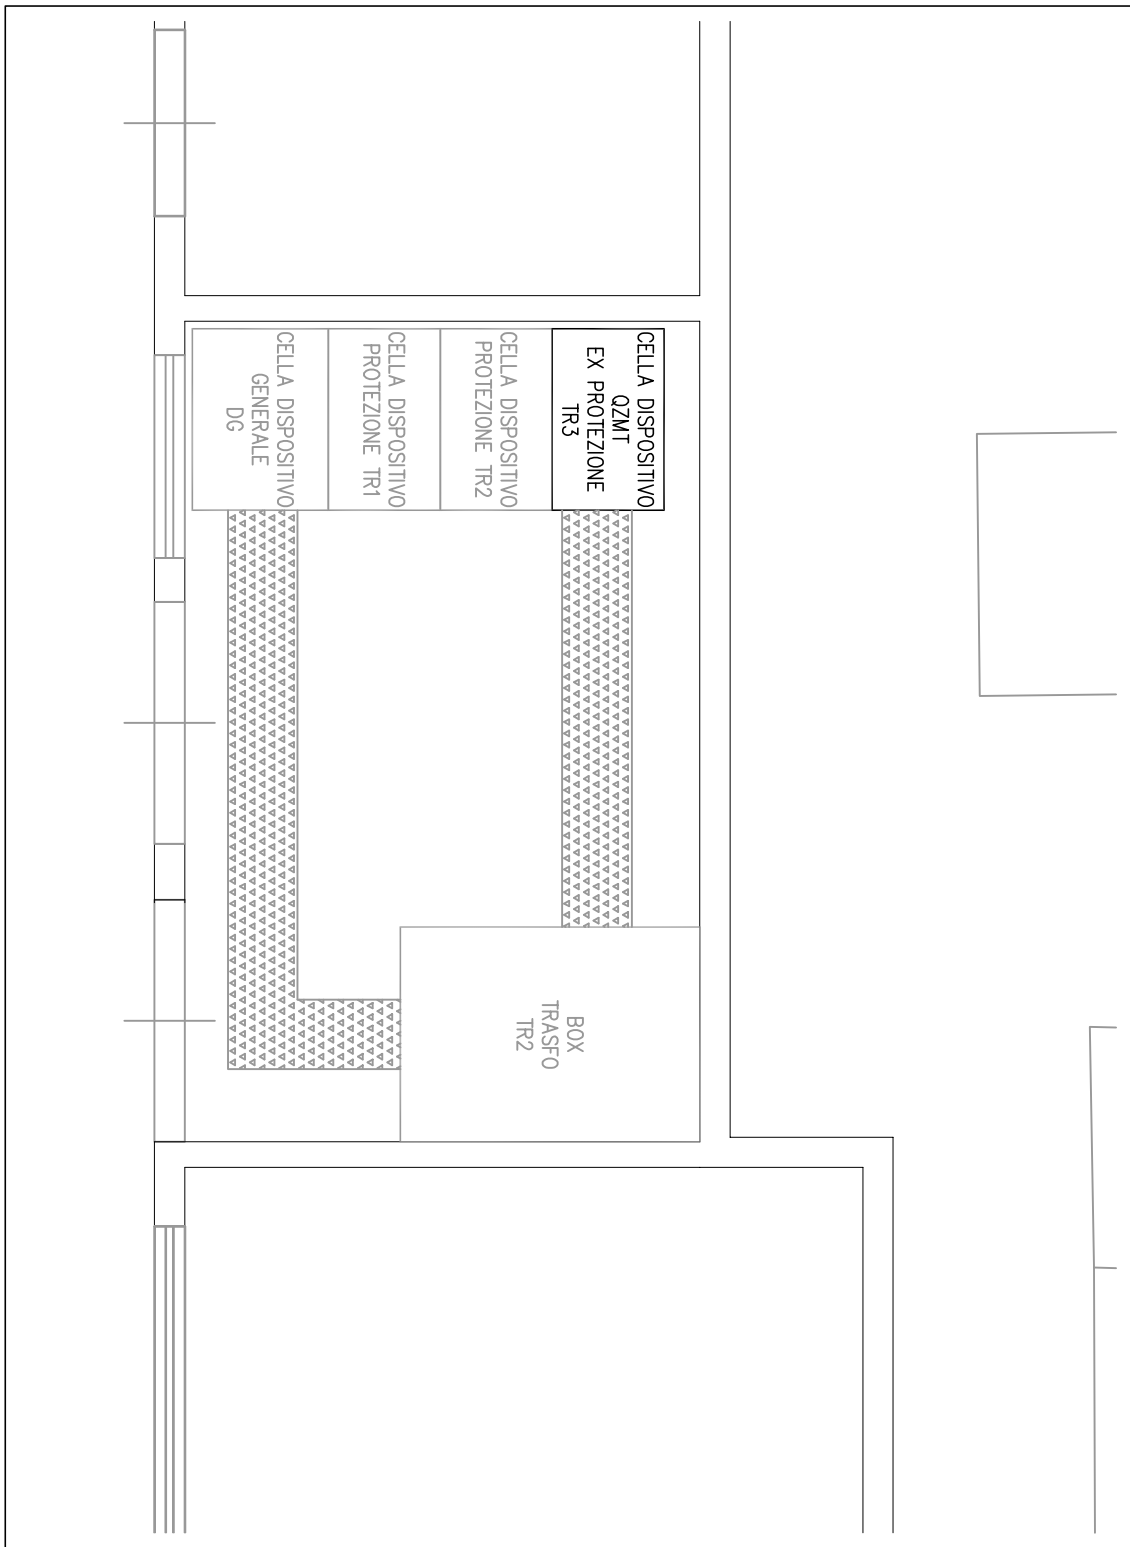 CELLA DISPOSITIVO
GENERALE
DG
CELLA DISPOSITIVO
PROTEZIONE TR1
CELLA DISPOSITIVO
PROTEZIONE TR2
CELLA DISPOSITIVO
QZMT
EX PROTEZIONE
TR3
BOX
TRASFO
TR2